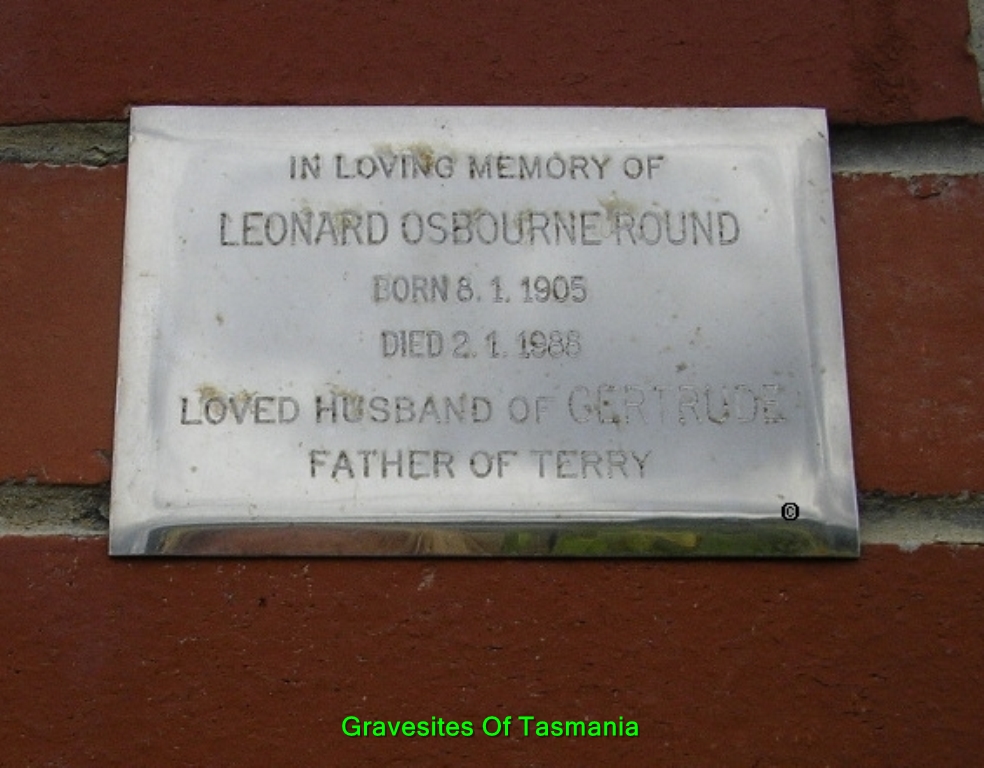 IN LOVING MEMORY OF
LEONARD OSBOURNE ROUND
BORN 8. 1. 1905
DIED 2. 1. 1988
LOVED HUSBAND OF GERTRUDE
FATHER OF TERRY
©
Gravesites Of Tasmania